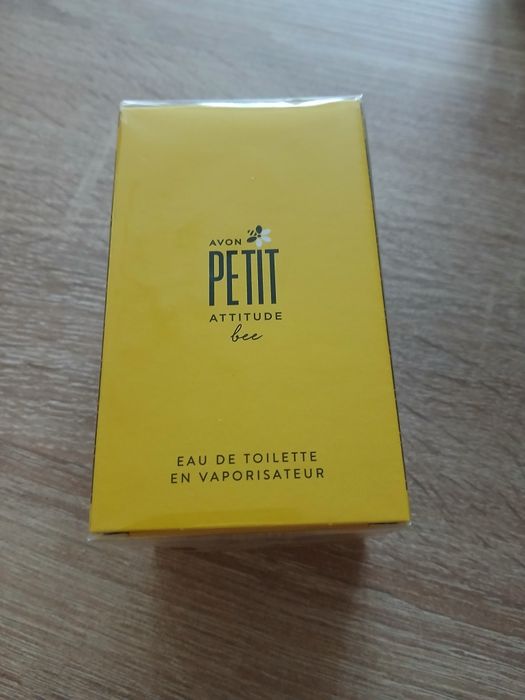 AVON
PETIT
ATTITUDE
bee
EAU DE TOILETTE
EN VAPORISATEUR